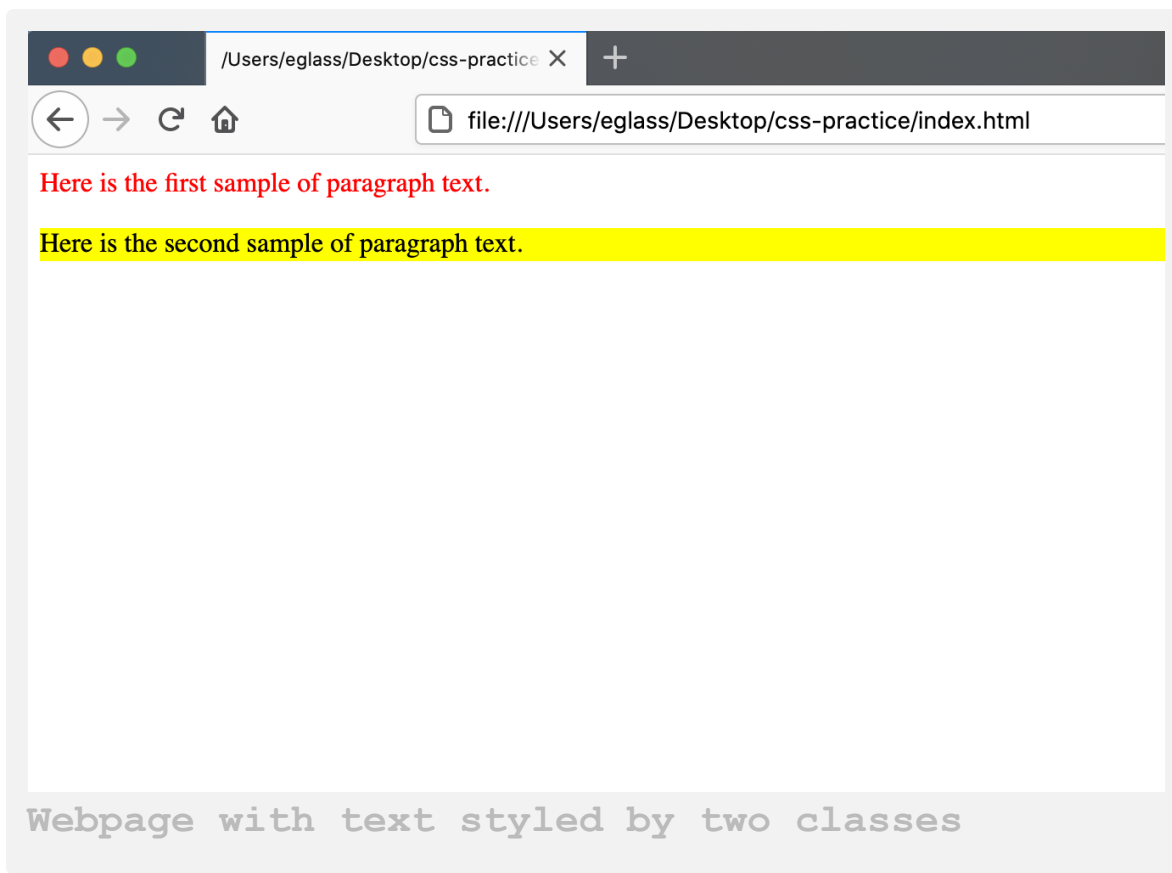 /Users/eglass/Desktop/css-practice
file:///Users/eglass/Desktop/css-practice/index.html
Here is the first sample of paragraph text.
Here is the second sample of paragraph text.
Webpage with text styled by two classes